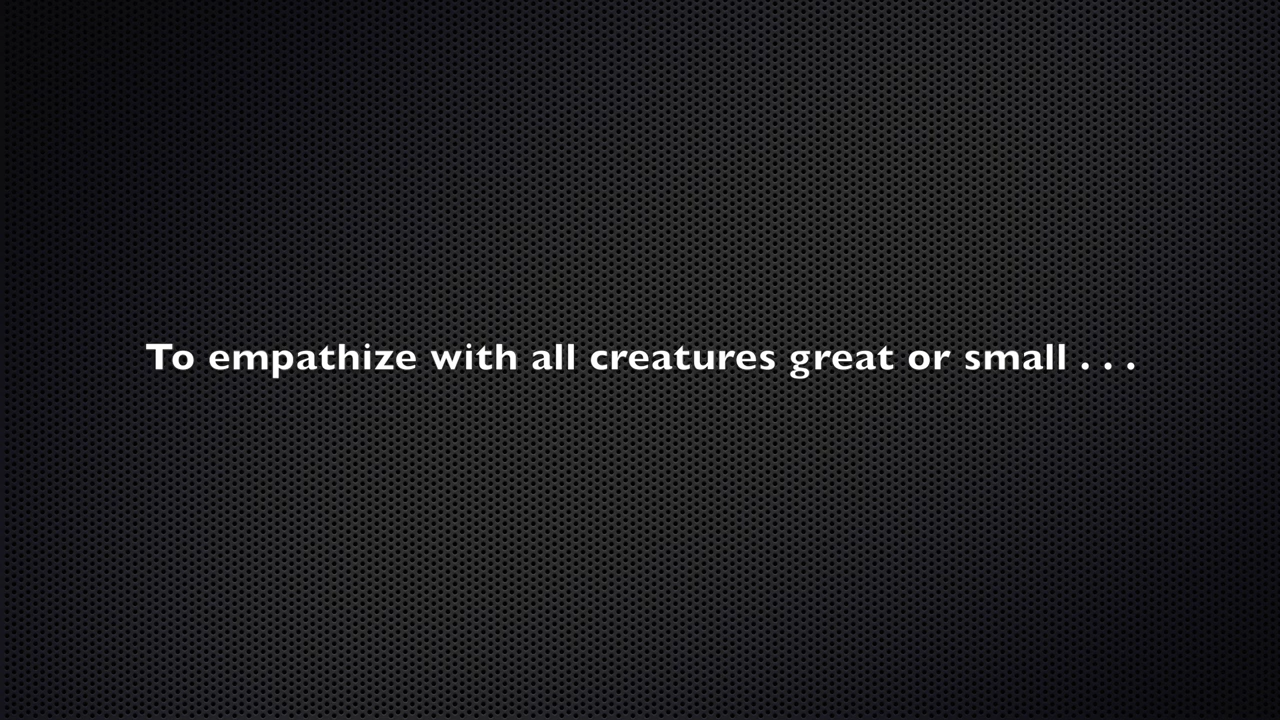 To empathize with all creatures great or small . . .